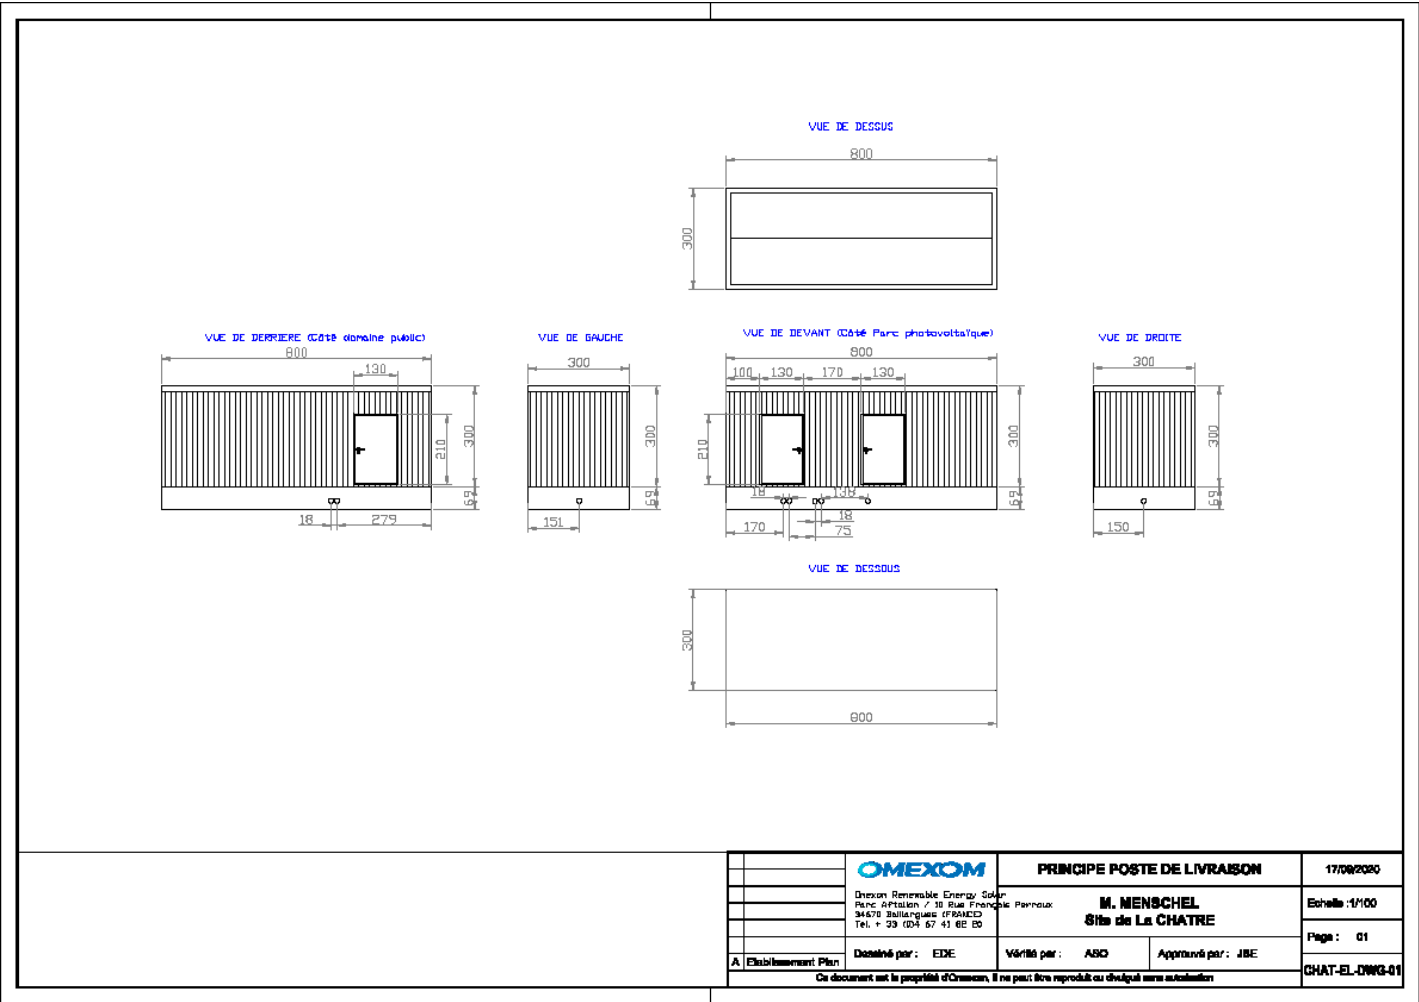 VUE DE DESSUS
800
300
VUE DE DERRIERE (Côté domaine public)
800
130
210
300
69
18
279
VUE DE GAUCHE
300
300
69
151
VUE DE DEVANT (Côté Parc photovoltaïque)
800
100 130 170 130
210
300
69
18
138
18
170
75
VUE DE DROITE
300
300
69
150
VUE DE DESSOUS
300
800
OMEXOM
Omexom Renewable Energy Solar
Parc Aftalion / 10 Rue François Perroux
34670 Baillargues (FRANCE)
Tel. + 33 (0)4 67 41 82 80
PRINCIPE POSTE DE LIVRAISON
17/09/2020
M. MENSCHEL
Site de La CHATRE
Echelle :1/100
Page : 01
A Etablissement Plan
Dessiné par : EDE
Vérifié par : ASO
Approuvé par : JBE
CHAT-EL-DWG-01
Ce document est la propriété d'Omexom, il ne peut être reproduit ou divulgué sans autorisation